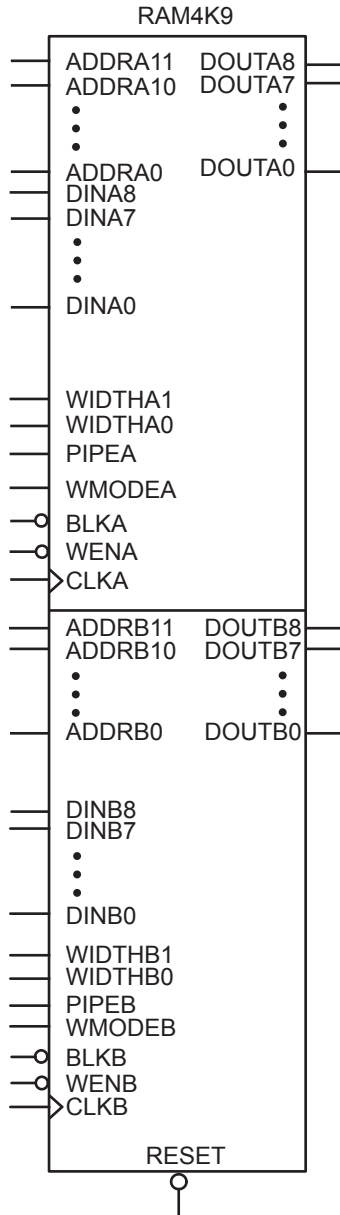 RAM4K9
ADDRA11 DOUTA8
ADDRA10 DOUTA7
ADDRA0 DOUTA0
DINA8
DINA7
DINA0
WIDTHA1
WIDTHA0
PIPEA
WMODEA
BLKA
WENA
CLKA
ADDRB11 DOUTB8
ADDRB10 DOUTB7
ADDRB0 DOUTB0
DINB8
DINB7
DINB0
WIDTHB1
WIDTHB0
PIPEB
WMODEB
BLKB
WENB
CLKB
RESET